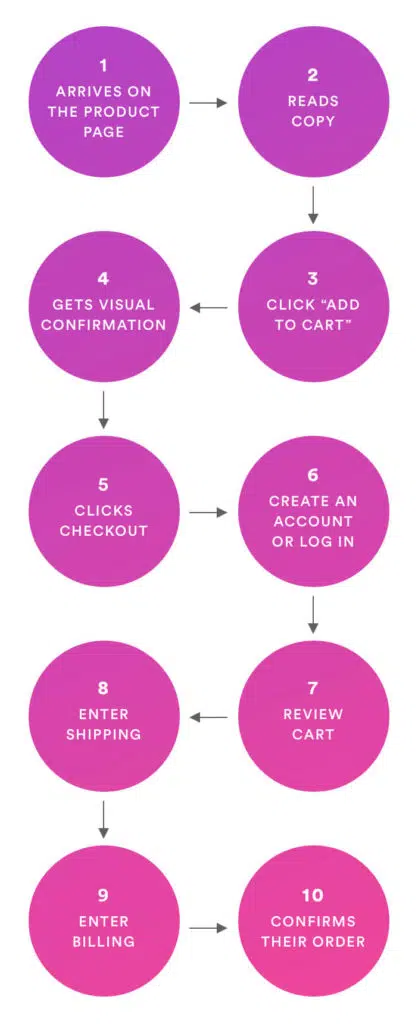 1
ARRIVES ON
THE PRODUCT
PAGE
2
READS
COPY
3
CLICK “ADD
TO CART”
4
GETS VISUAL
CONFIRMATION
5
CLICKS
CHECKOUT
6
CREATE AN
ACCOUNT
OR LOG IN
7
REVIEW
CART
8
ENTER
SHIPPING
9
ENTER
BILLING
10
CONFIRMS
THEIR ORDER